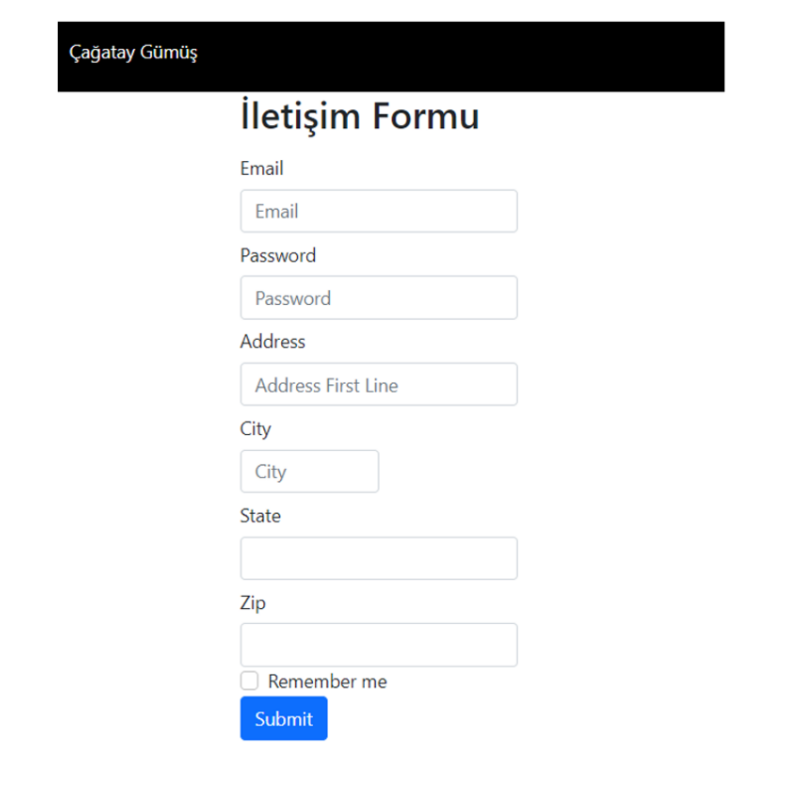 Çağatay Gümüş
İletişim Formu
Email
Email
Password
Password
Address
Address First Line
City
City
State
Zip
Remember me
Submit